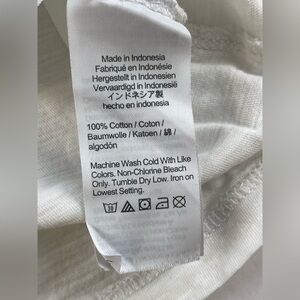 Made in Indonesia
Fabriqué en Indonésie
Hergestellt in Indonesien
Vervaardigd in Indonesië
インドネシア製
hecho en indonesia
100% Cotton / Coton /
Baumwolle / Katoen / 綿 /
algodón
Machine Wash Cold With Like
Colors. Non-Chlorine Bleach
Only. Tumble Dry Low. Iron on
Lowest Setting.